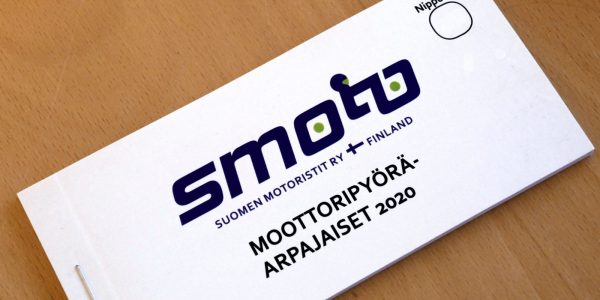 Nippu
smoto
SUOMEN MOTORISTIT RY FINLAND
MOOTTORIPYÖRÄ-
ARPAJAISET 2020